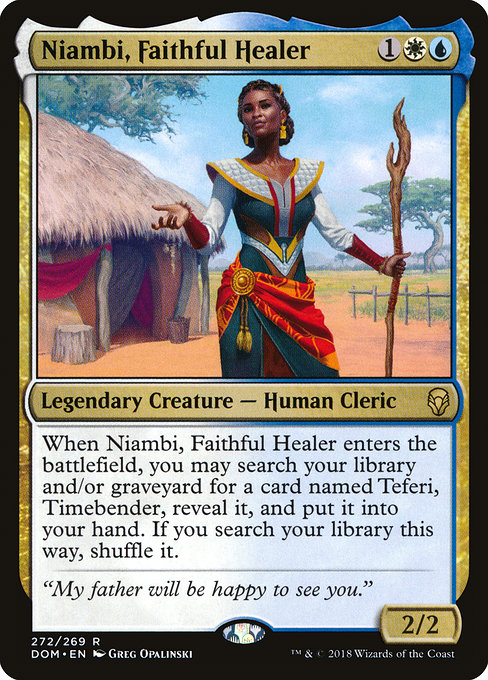 Niambi, Faithful Healer 1
Legendary Creature — Human Cleric
When Niambi, Faithful Healer enters the
battlefield, you may search your library
and/or graveyard for a card named Teferi,
Timebender, reveal it, and put it into
your hand. If you search your library this
way, shuffle it.
“My father will be happy to see you.”
2/2
272/269 R
DOM • EN Greg Opalinski
™ & © 2018 Wizards of the Coast